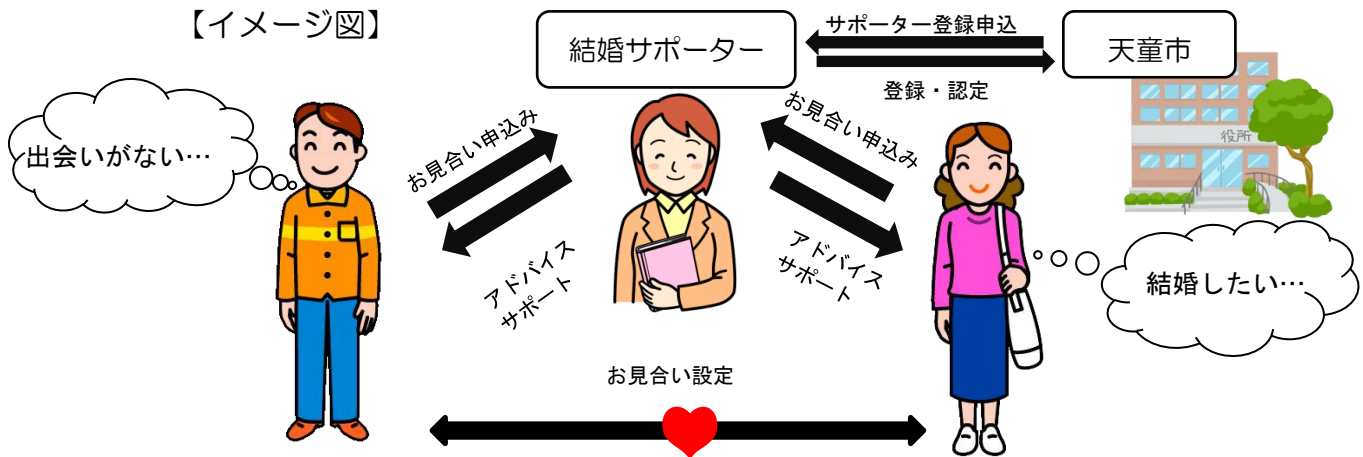 【イメージ図】
結婚サポーター
サポーター登録申込
登録・認定
天童市
役所
出会いがない…
お見合い申込み
アドバイス
サポート
お見合い申込み
アドバイス
サポート
結婚したい…
お見合い設定